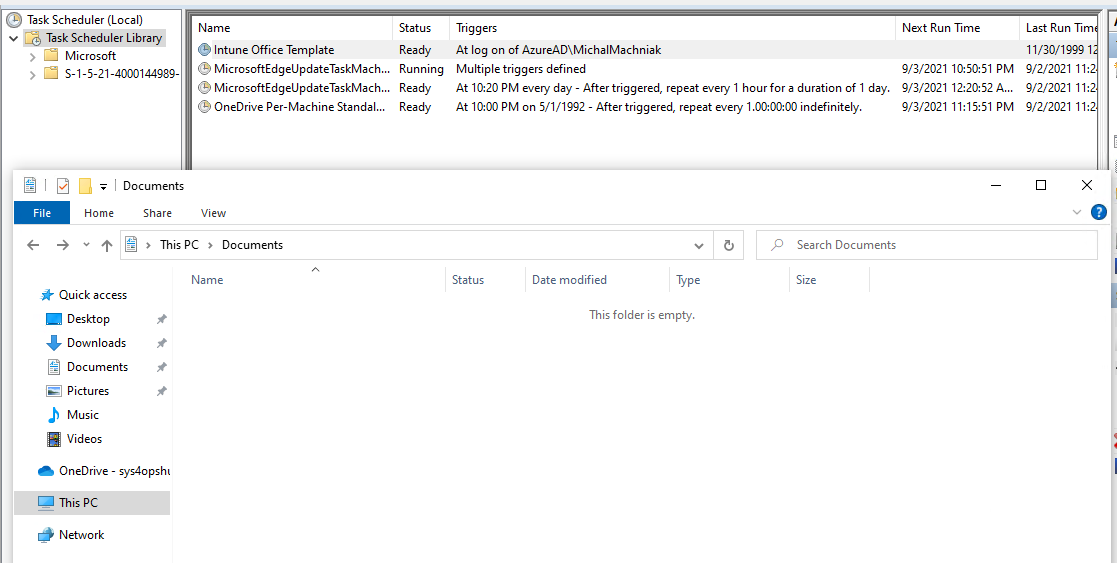 Task Scheduler (Local)
Task Scheduler Library
Microsoft
S-1-5-21-4000144989-
Name Status Triggers Next Run Time Last Run Time
Intune Office Template Ready At log on of AzureAD\MichalMachniak 11/30/1999 12
MicrosoftEdgeUpdateTaskMach... Running Multiple triggers defined 9/3/2021 10:50:51 PM 9/2/2021 11:24
MicrosoftEdgeUpdateTaskMach... Ready At 10:20 PM every day - After triggered, repeat every 1 hour for a duration of 1 day. 9/3/2021 12:20:52 A... 9/2/2021 11:24
OneDrive Per-Machine Standal... Ready At 10:00 PM on 5/1/1992 - After triggered, repeat every 1.00:00:00 indefinitely. 9/3/2021 11:15:51 PM 9/2/2021 11:24
Documents
File Home Share View
This PC > Documents
Search Documents
Name Status Date modified Type Size
This folder is empty.
Quick access
Desktop
Downloads
Documents
Pictures
Music
Videos
OneDrive - sys4opshu
This PC
Network